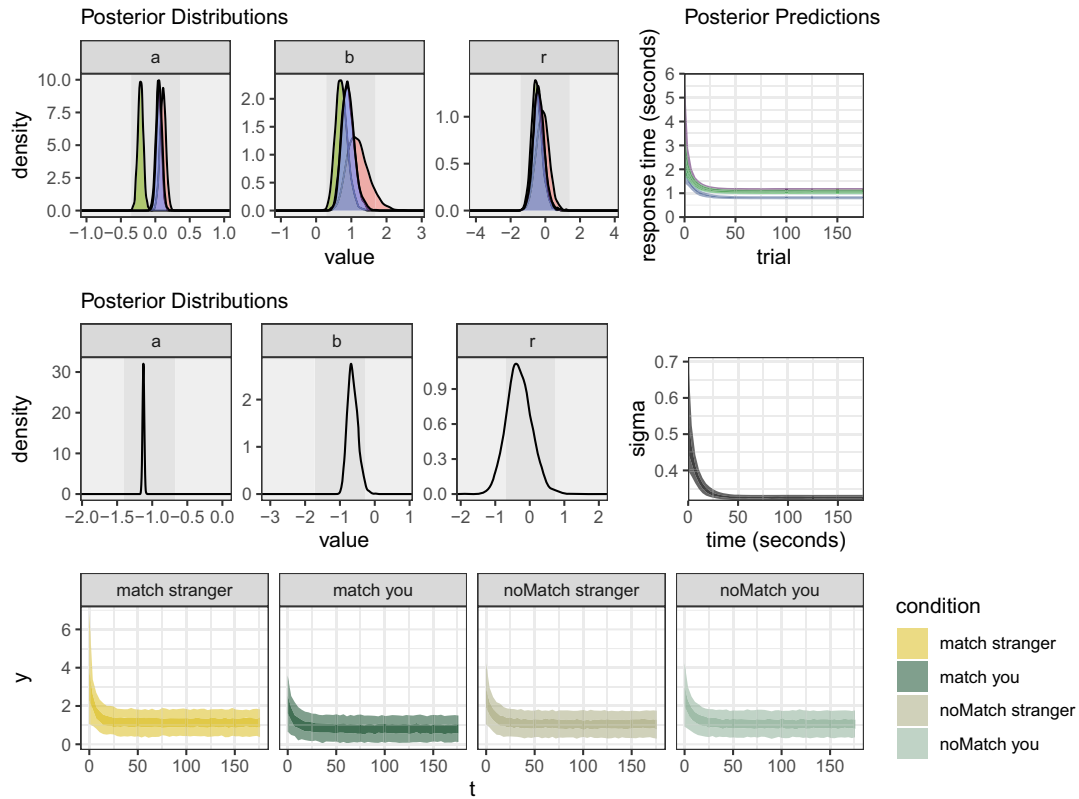 Posterior Distributions
Posterior Predictions
a
b
r
density
10.0
7.5
5.0
2.5
0.0
2.0
1.5
1.0
0.5
0.0
1.0
0.5
0.0
response time (seconds)
6
5
4
3
2
1
0
−1.0 −0.5 0.0 0.5 1.0
−1 0 1 2 3
−4 −2 0 2 4
0 50 100 150
value
trial
Posterior Distributions
a
b
r
density
30
20
10
0
2
1
0
0.9
0.6
0.3
0.0
sigma
0.7
0.6
0.5
0.4
−2.0 −1.5 −1.0 −0.5 0.0
−3 −2 −1 0 1
−2 −1 0 1 2
0 50 100 150
value
time (seconds)
match stranger
match you
noMatch stranger
noMatch you
y
6
4
2
0
0 50 100 150
0 50 100 150
0 50 100 150
0 50 100 150
t
condition
match stranger
match you
noMatch stranger
noMatch you